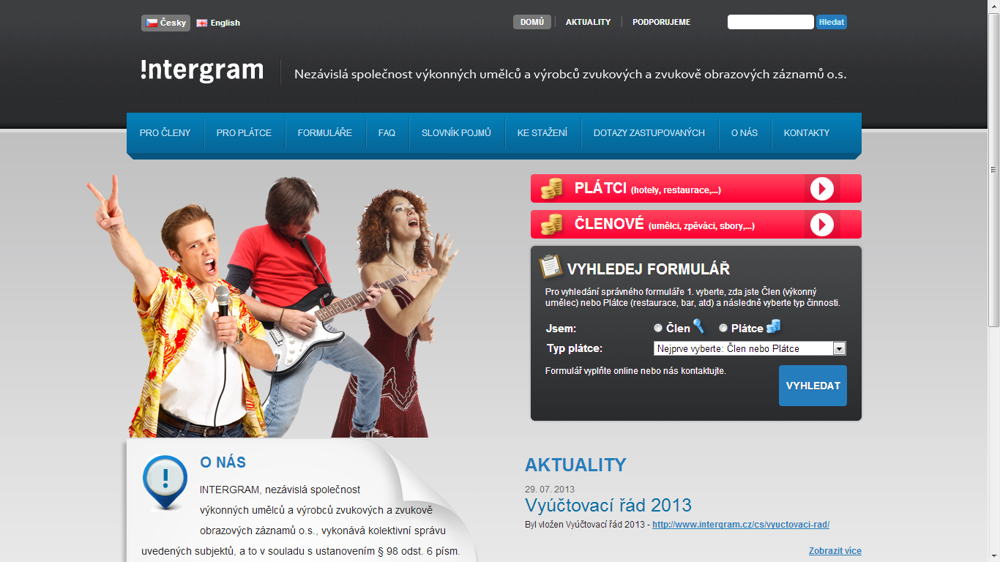 Česky English
DOMŮ AKTUALITY PODPORUJEME Hledat
!ntergram
Nezávislá společnost výkonných umělců a výrobců zvukových a zvukově obrazových záznamů o.s.
PRO ČLENY PRO PLÁTCE FORMULÁŘE FAQ SLOVNÍK POJMŮ KE STAŽENÍ DOTAZY ZASTUPOVANÝCH O NÁS KONTAKTY
PLÁTCI (hotely, restaurace,...)
ČLENOVÉ (umělci, zpěváci, sbory,...)
VYHLEDEJ FORMULÁŘ
Pro vyhledání správného formuláře 1. vyberte, zda jste Člen (výkonný
umělec) nebo Plátce (restaurace, bar, atd) a následně vyberte typ činnosti.
Jsem: Člen Plátce
Typ plátce: Nejprve vyberte: Člen nebo Plátce
Formulář vyplňte online nebo nás kontaktujte.
VYHLEDAT
O NÁS
INTERGRAM, nezávislá společnost
výkonných umělců a výrobců zvukových a zvukově
obrazových záznamů o.s., vykonává kolektivní správu
uvedených subjektů, a to v souladu s ustanovením § 98 odst. 6 písm.
AKTUALITY
29. 07. 2013
Vyúčtovací řád 2013
Byl vložen Vyúčtovací řád 2013 - http://www.intergram.cz/cs/vyuctovaci-rad/
Zobrazit více